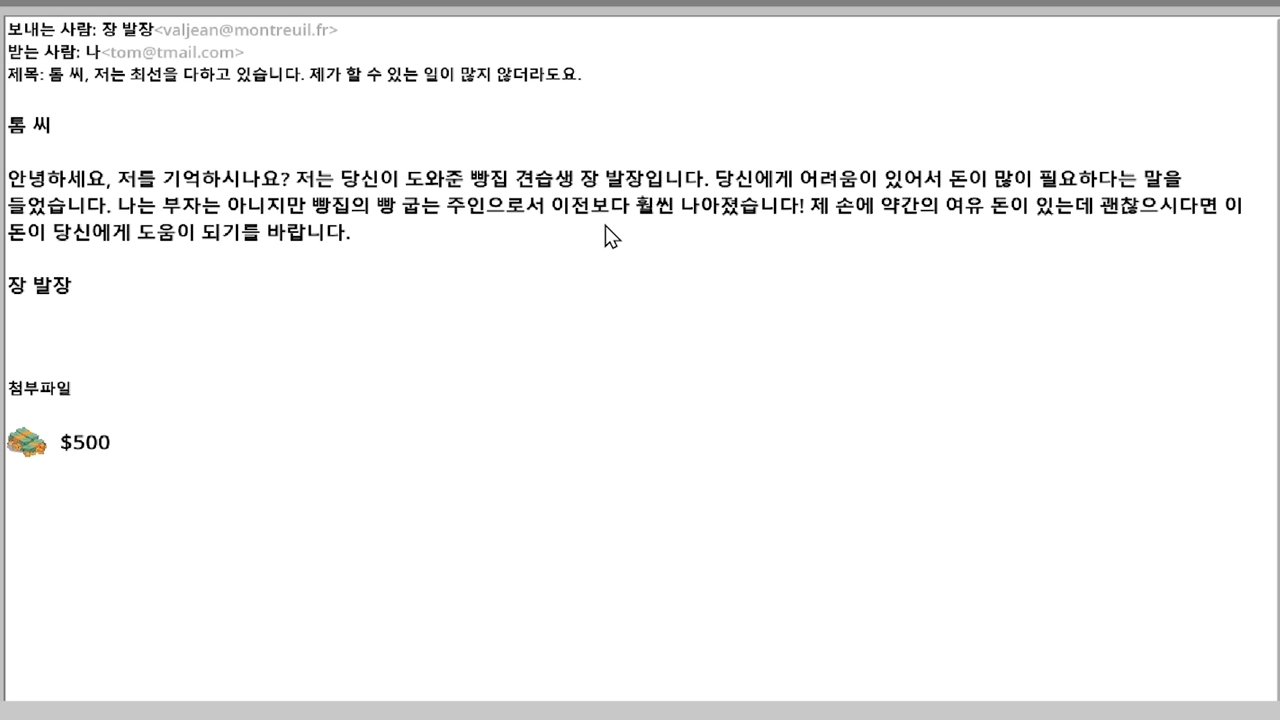 보내는 사람: 장 발장<valjean@montreuil.fr>
받는 사람: 나<tom@tmail.com>
제목: 톰 씨, 저는 최선을 다하고 있습니다. 제가 할 수 있는 일이 많지 않더라도요.
톰 씨
안녕하세요, 저를 기억하시나요? 저는 당신이 도와준 빵집 견습생 장 발장입니다. 당신에게 어려움이 있어서 돈이 많이 필요하다는 말을
들었습니다. 나는 부자는 아니지만 빵집의 빵 굽는 주인으로서 이전보다 훨씬 나아졌습니다! 제 손에 약간의 여유 돈이 있는데 괜찮으시다면 이
돈이 당신에게 도움이 되기를 바랍니다.
장 발장
첨부파일
$500